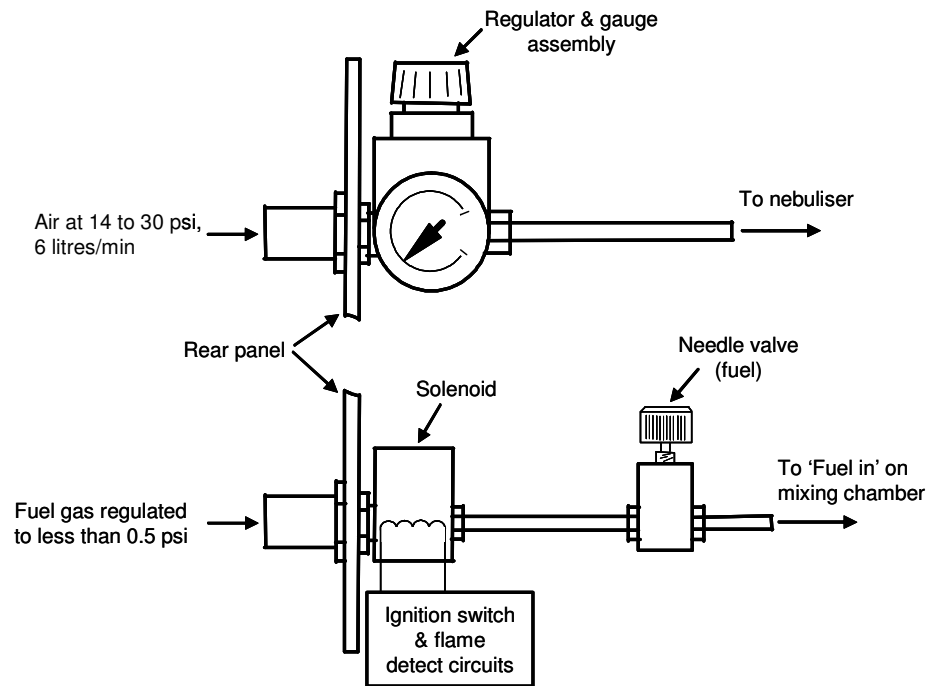 Regulator & gauge
assembly
Air at 14 to 30 psi,
6 litres/min
To nebuliser
Rear panel
Needle valve
(fuel)
Solenoid
To ‘Fuel in’ on
mixing chamber
Fuel gas regulated
to less than 0.5 psi
Ignition switch
& flame
detect circuits